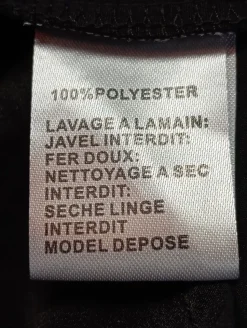 100%POLYESTER
LAVAGE A LAMAIN:
JAVEL INTERDIT:
FER DOUX:
NETTOYAGE A SEC
INTERDIT:
SECHE LINGE
INTERDIT
MODEL DEPOSE